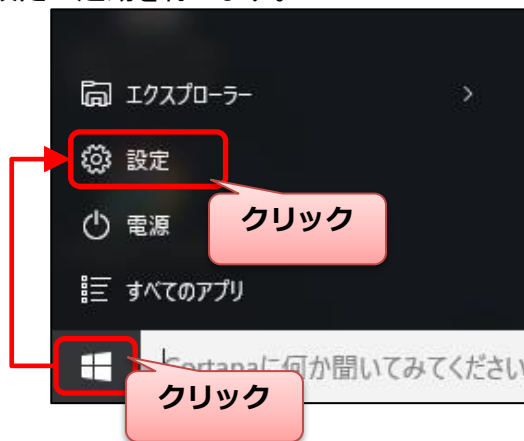 エクスプローラー
設定
電源
クリック
すべてのアプリ
Cortanaに何か聞いてみてください
クリック